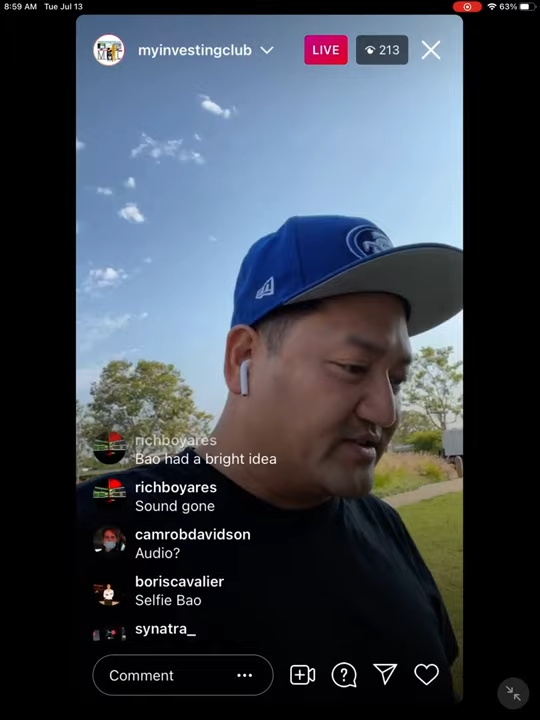 8:59 AM Tue Jul 13
63%
myinvestingclub
LIVE
213
richboyares
Bao had a bright idea
richboyares
Sound gone
camrobdavidson
Audio?
boriscavalier
Selfie Bao
synatra_
Comment